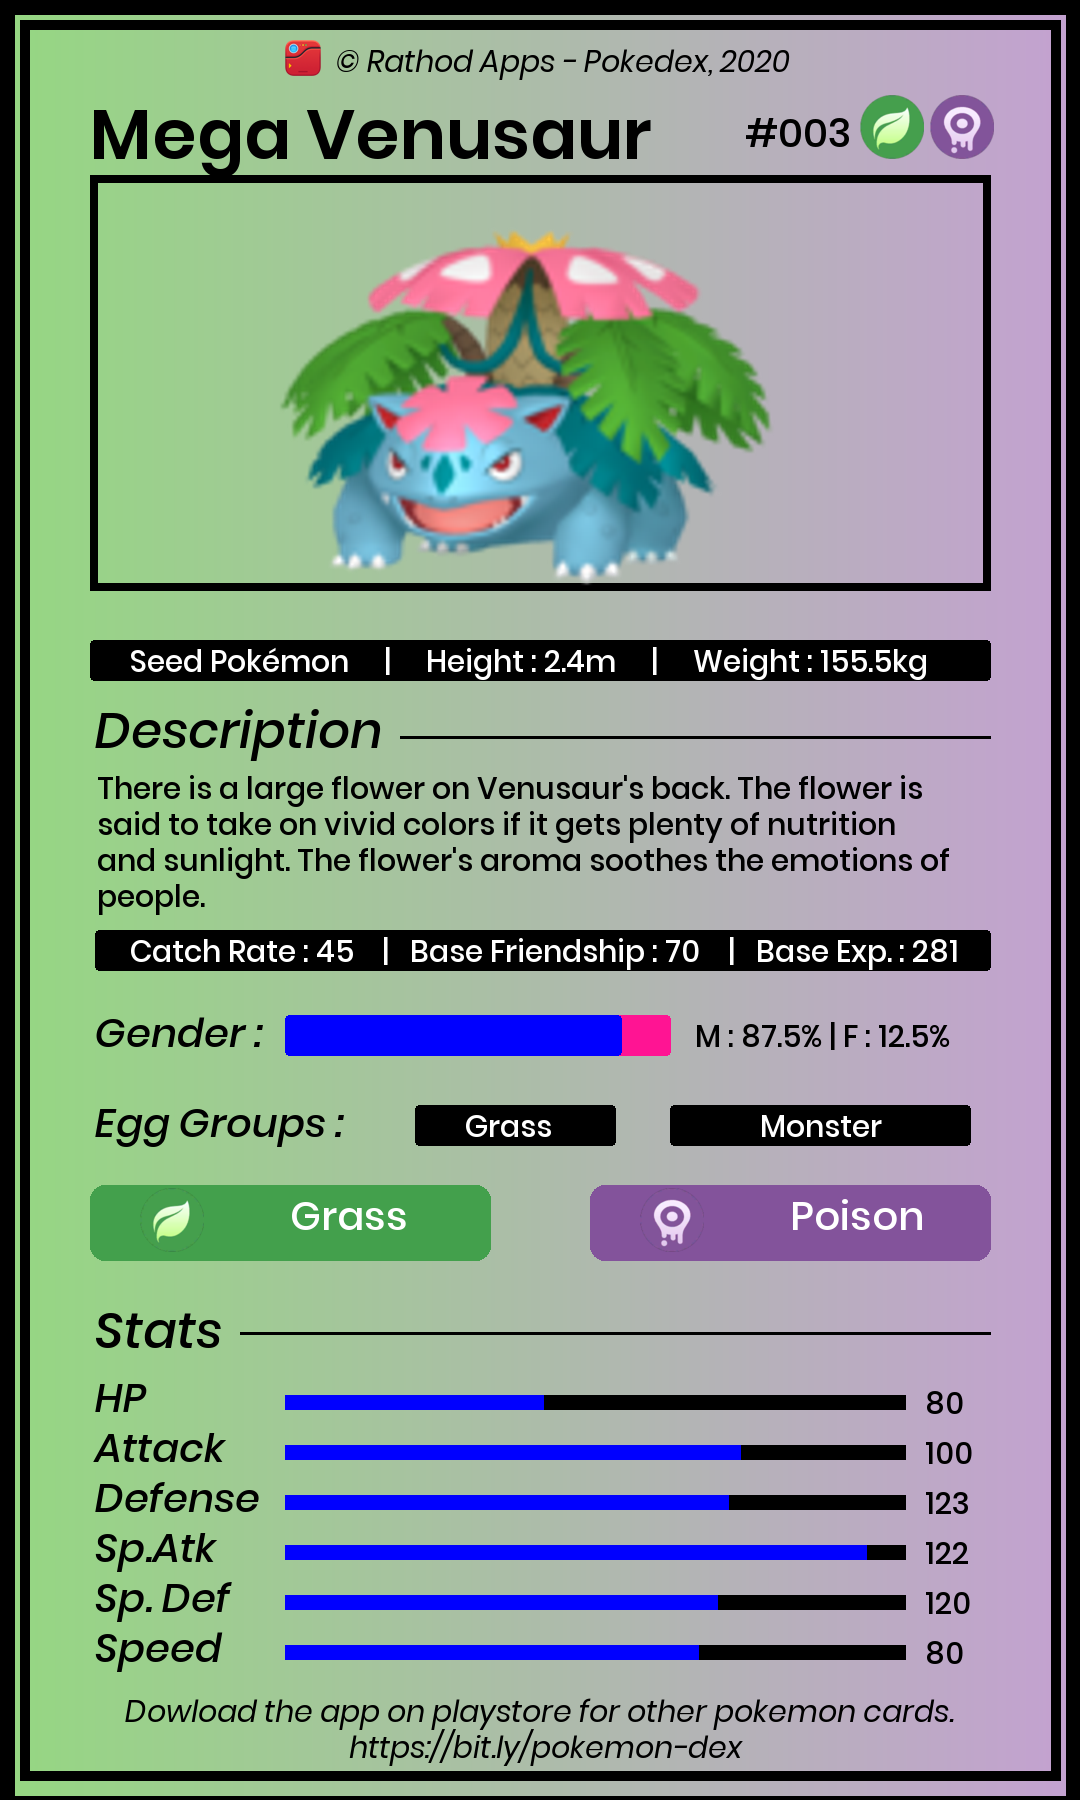 © Rathod Apps - Pokedex, 2020
Mega Venusaur #003
Seed Pokémon | Height : 2.4m | Weight : 155.5kg
Description
There is a large flower on Venusaur's back. The flower is
said to take on vivid colors if it gets plenty of nutrition
and sunlight. The flower's aroma soothes the emotions of
people.
Catch Rate : 45 | Base Friendship : 70 | Base Exp. : 281
Gender : M : 87.5% | F : 12.5%
Egg Groups : Grass Monster
Grass Poison
Stats
HP 80
Attack 100
Defense 123
Sp.Atk 122
Sp. Def 120
Speed 80
Dowload the app on playstore for other pokemon cards.
https://bit.ly/pokemon-dex